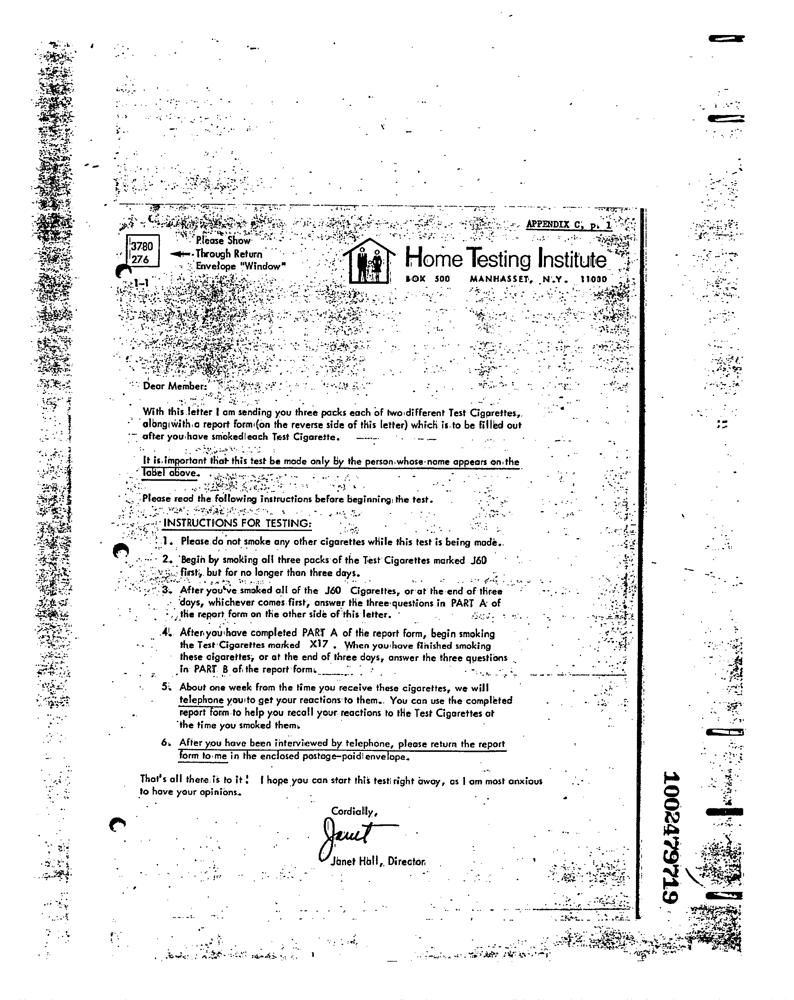 APPENDIX C, p. 1
3780
276
Please Show
Through Return
Envelope "Window"
1-1
Home Testing Institute
BOX 500 MANHASSET, N.Y. 11030
Dear Member:
With this letter I am sending you three packs each of two different Test Cigarettes,
along with a report form (on the reverse side of this letter) which is to be filled out
after you have smoked each Test Cigarette.
It is important that this test be made only by the person whose name appears on the
label above.
Please read the following instructions before beginning the test.
INSTRUCTIONS FOR TESTING:
1. Please do not smoke any other cigarettes while this test is being made.
2. Begin by smoking all three packs of the Test Cigarettes marked J60
first, but for no longer than three days.
3. After you've smoked all of the J60 Cigarettes, or at the end of three
days, whichever comes first, answer the three questions in PART A of
the report form on the other side of this letter.
4. After you have completed PART A of the report form, begin smoking
the Test Cigarettes marked X17 . When you have finished smoking
these cigarettes, or at the end of three days, answer the three questions
in PART B of the report form.
5. About one week from the time you receive these cigarettes, we will
telephone you to get your reactions to them. You can use the completed
report form to help you recall your reactions to the Test Cigarettes at
the time you smoked them.
6. After you have been interviewed by telephone, please return the report
form to me in the enclosed postage-paid envelope.
That's all there is to it! I hope you can start this test right away, as I am most anxious
to have your opinions.
Cordially,
Janet
Janet Hall, Director
1002479719